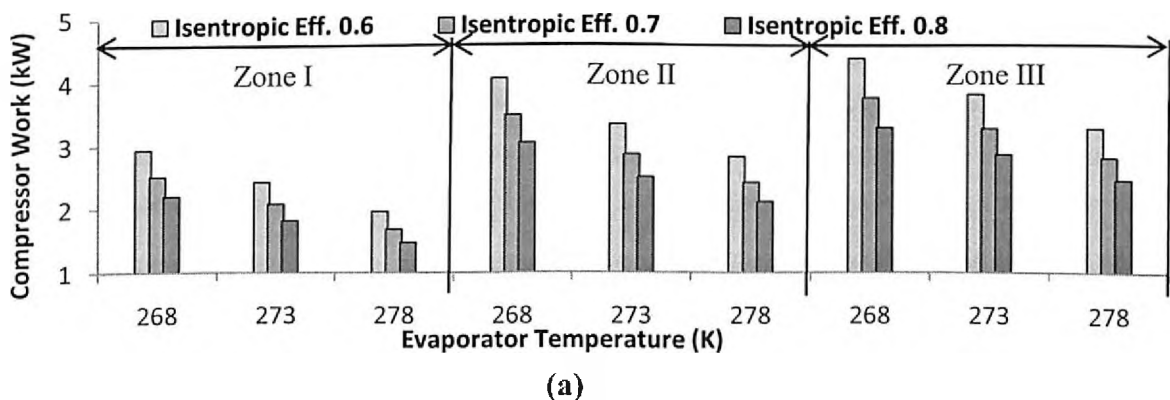 5
Isentropic Eff. 0.6
Isentropic Eff. 0.7
Isentropic Eff. 0.8
Zone I
Zone II
Zone III
4
3
2
1
Compressor Work (kW)
268
273
278
268
273
278
268
273
278
Evaporator Temperature (K)
(a)